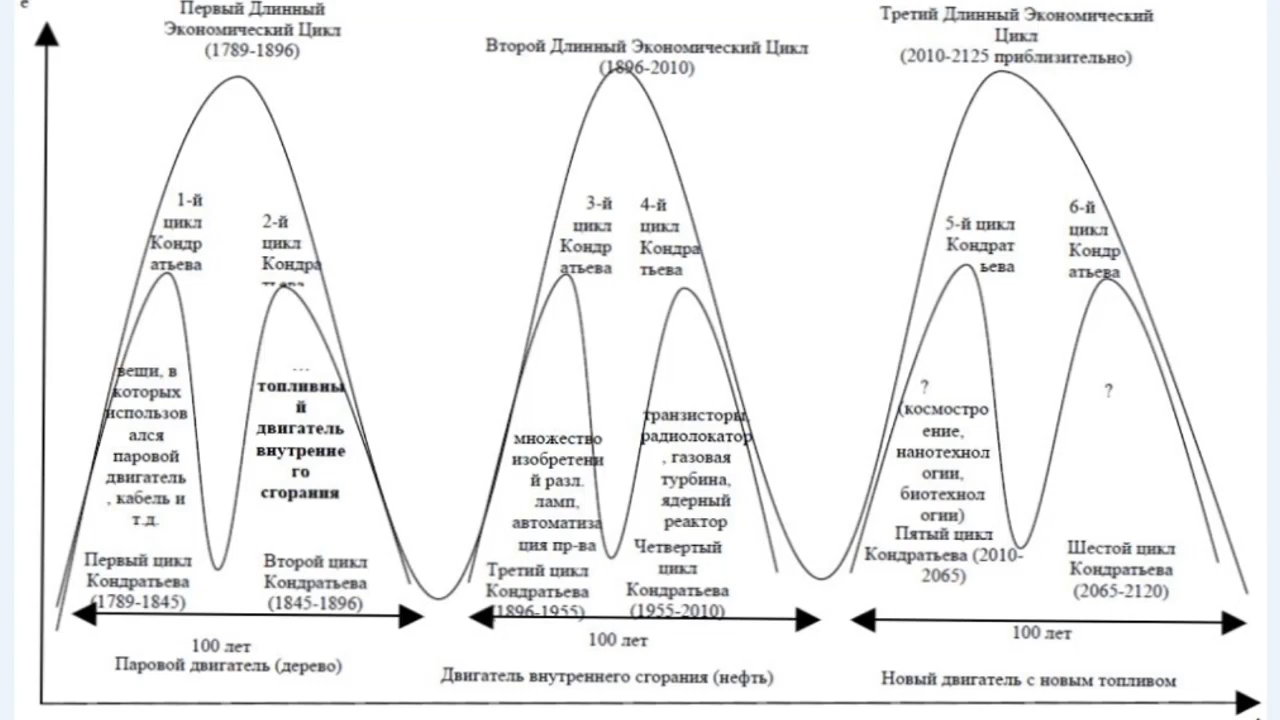 е
Первый Длинный
Экономический Цикл
(1789-1896)
Второй Длинный Экономический Цикл
(1896-2010)
Третий Длинный Экономический
Цикл
(2010-2125 приблизительно)
1-й
цикл
Кондр
атьева
2-й
цикл
Кондра
тьева
3-й
цикл
Кондр
атьева
4-й
цикл
Кондра
тьева
5-й цикл
Кондрат
ьева
6-й
цикл
Кондр
атьева
вещи, в
которых
использов
ался
паровой
двигатель
, кабель и
т.д.
...
топливны
й
двигатель
внутренне
го
сгорания
множество
изобретени
й разл.
ламп,
автоматиза
ция пр-ва
транзисторы,
радиолокатор
, газовая
турбина,
ядерный
реактор
?
(космостро
ение,
нанотехнол
огии,
биотехнол
огии)
?
Первый цикл
Кондратьева
(1789-1845)
Второй цикл
Кондратьева
(1845-1896)
Третий цикл
Кондратьева
(1896-1955)
Четвертый
цикл
Кондратьева
(1955-2010)
Пятый цикл
Кондратьева (2010-
2065)
Шестой цикл
Кондратьева
(2065-2120)
100 лет
Паровой двигатель (дерево)
100 лет
Двигатель внутреннего сгорания (нефть)
100 лет
Новый двигатель с новым топливом